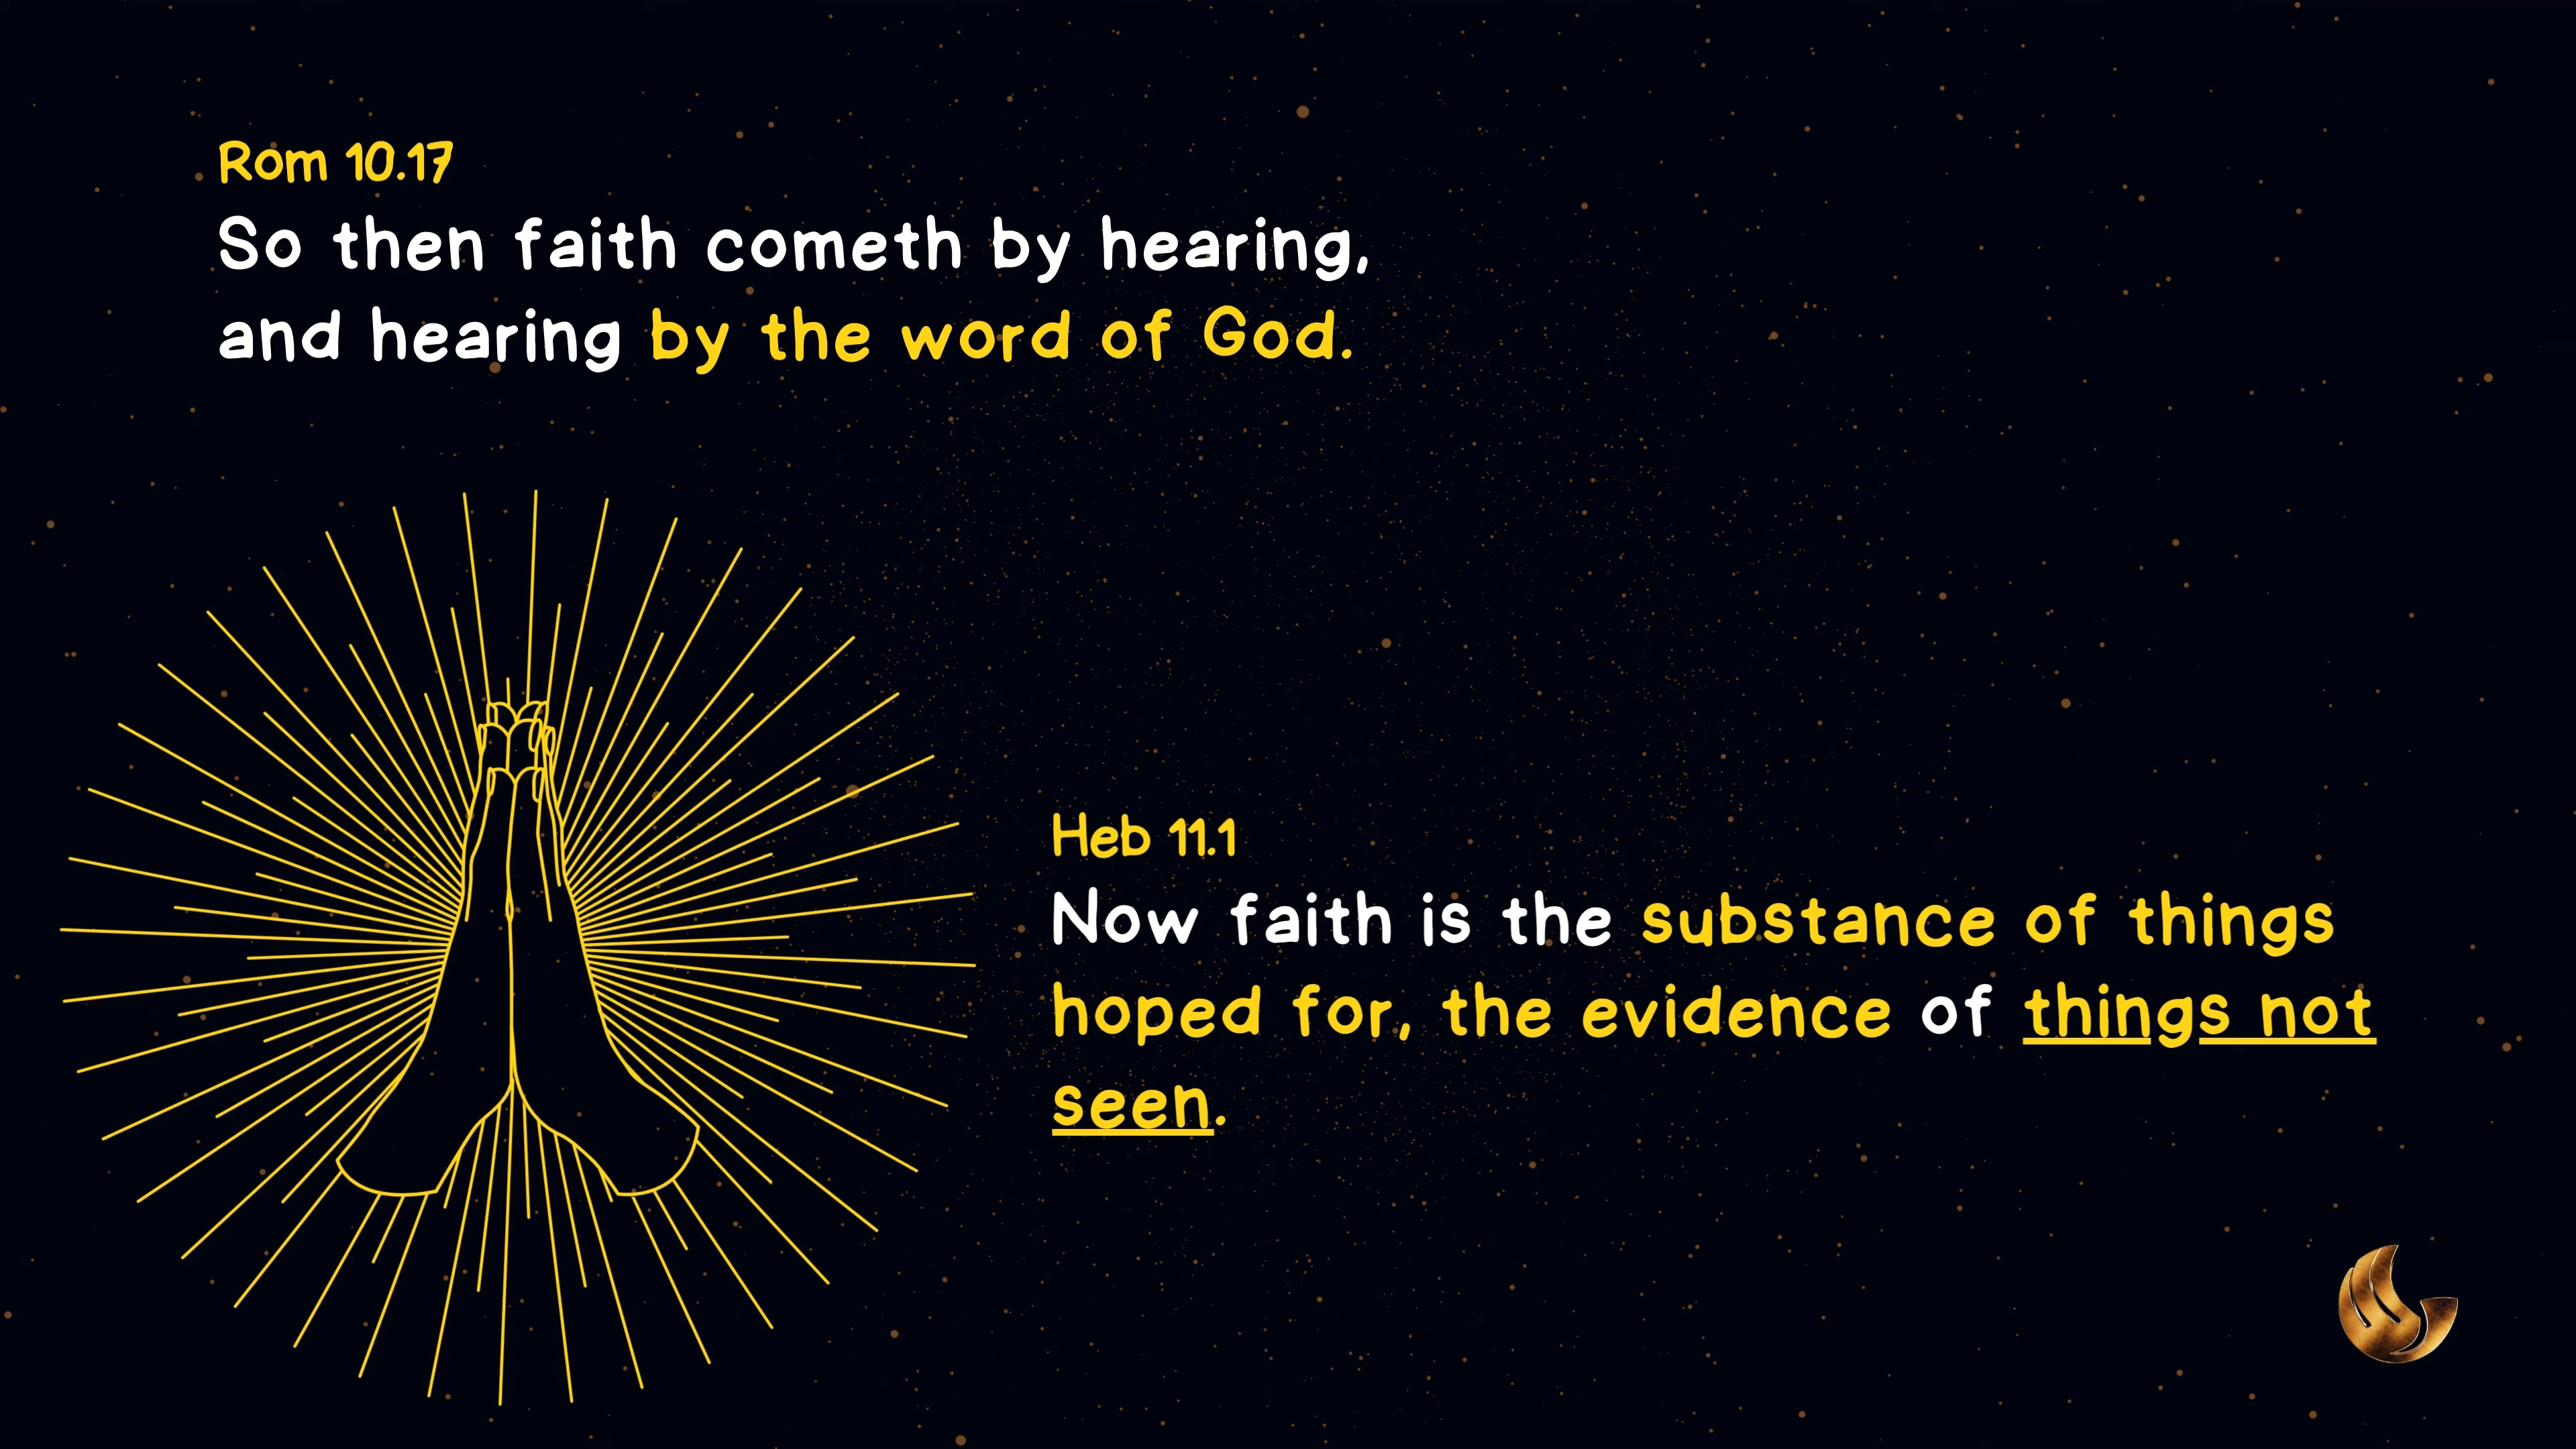 Rom 10.17
So then faith cometh by hearing,
and hearing by the word of God.
Heb 11.1
Now faith is the substance of things
hoped for, the evidence of things not
seen.